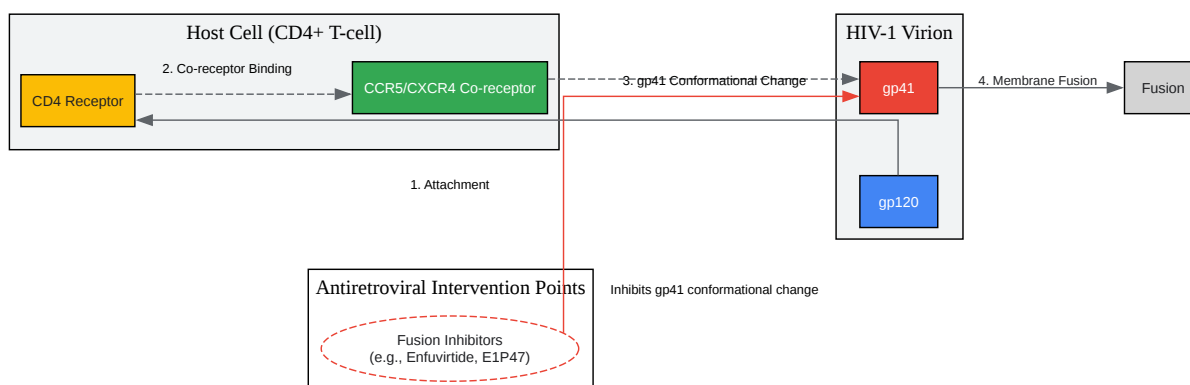 Host Cell (CD4+ T-cell)
HIV-1 Virion
2. Co-receptor Binding
CD4 Receptor
CCR5/CXCR4 Co-receptor
3. gp41 Conformational Change
gp41
4. Membrane Fusion
Fusion
1. Attachment
gp120
Antiretroviral Intervention Points
Inhibits gp41 conformational change
Fusion Inhibitors
(e.g., Enfuvirtide, E1P47)